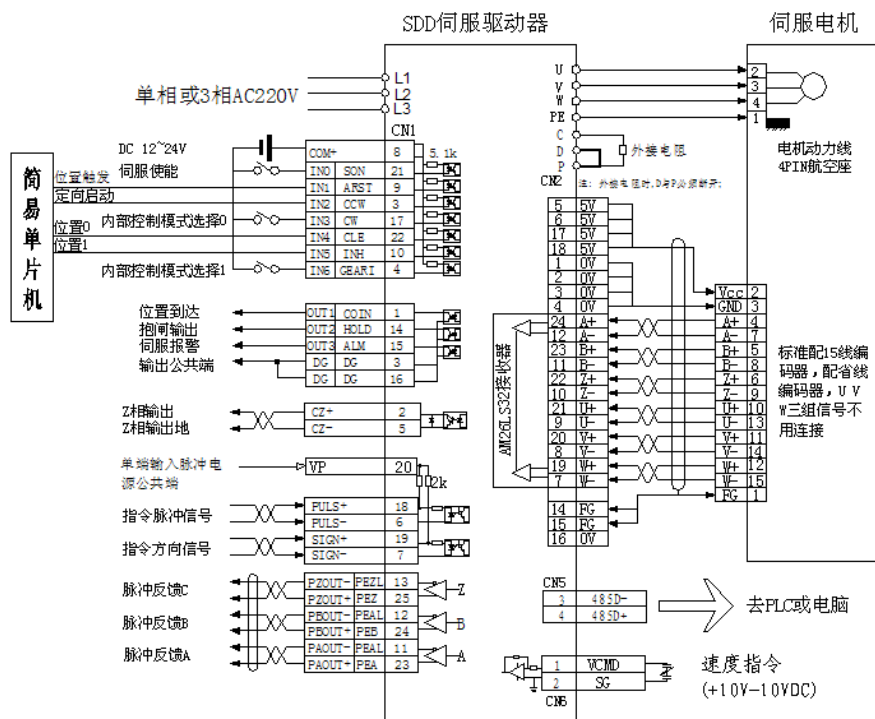 SDD伺服驱动器
伺服电机
单相或3相AC220V
L1
L2
L3
U
V
W
PE
C
D
P
外接电阻
注: 外接电阻时,D与P必须断开;
2
3
4
1
电机动力线
4PIN航空座
简易单片机
DC 12~24V
伺服使能
位置触发
定向启动
内部控制模式选择0
位置0
位置1
内部控制模式选择1
CN1
5.1k
COM+ 8
IN0 SON 21
IN1 ARST 9
IN2 CCW 3
IN3 CW 17
IN4 CLE 22
IN5 INH 10
IN6 GEARI 4
位置到达 OUT1 COIN 1
抱闸输出 OUT2 HOLD 14
伺服报警 OUT3 ALM 15
输出公共端 DG DG 3
DG DG 16
Z相输出 CZ+ 2
Z相输出地 CZ- 5
单端输入脉冲电
源公共端
VP 20
2k
指令脉冲信号
PULS+ 18
PULS- 6
指令方向信号
SIGN+ 19
SIGN- 7
脉冲反馈C
PZOUT- PEZL 13
PZOUT+ PEZ 25
Z
脉冲反馈B
PBOUT- PEAL 12
PBOUT+ PEB 24
B
脉冲反馈A
PAOUT- PEAL 11
PAOUT+ PEA 23
A
CN2
5 5V
6 5V
17 5V
18 5V
1 0V
2 0V
3 0V
4 0V
24 A+
12 A-
23 B+
11 B-
22 Z+
10 Z-
21 U+
9 U-
20 V+
8 V-
19 W+
7 W-
14 FG
15 FG
16 0V
AM26LS32接收器
Vcc 2
GND 3
A+ 4
A- 7
B+ 5
B- 8
Z+ 6
Z- 9
U+ 10
U- 13
V+ 11
V- 14
W+ 12
W- 15
FG 1
标准配15线编
码器，配省线
编码器，U V
W三组信号不
用连接
CN5
3 485D-
4 485D+
去PLC或电脑
1 VCMD
2 SG
CN6
速度指令
(+10V-10VDC)